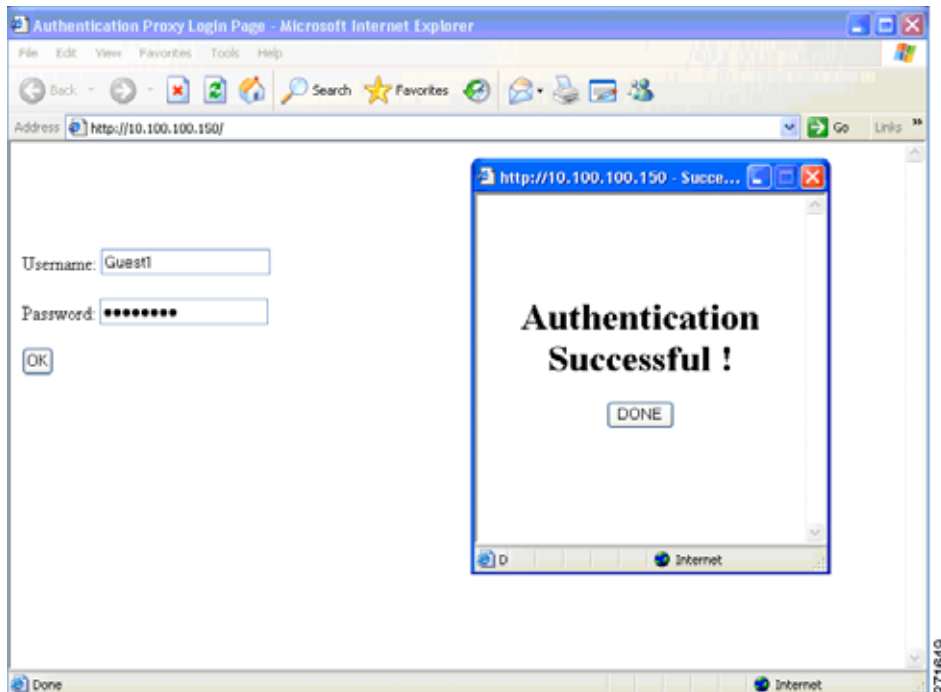 Authentication Proxy Login Page - Microsoft Internet Explorer
File Edit View Favorites Tools Help
Back Search Favorites
Address http://10.100.100.150/ Go Links »
http://10.100.100.150 - Succe...
Username: Guest1
Password: ••••••••
OK
Authentication
Successful !
DONE
D Internet
Done Internet
271649